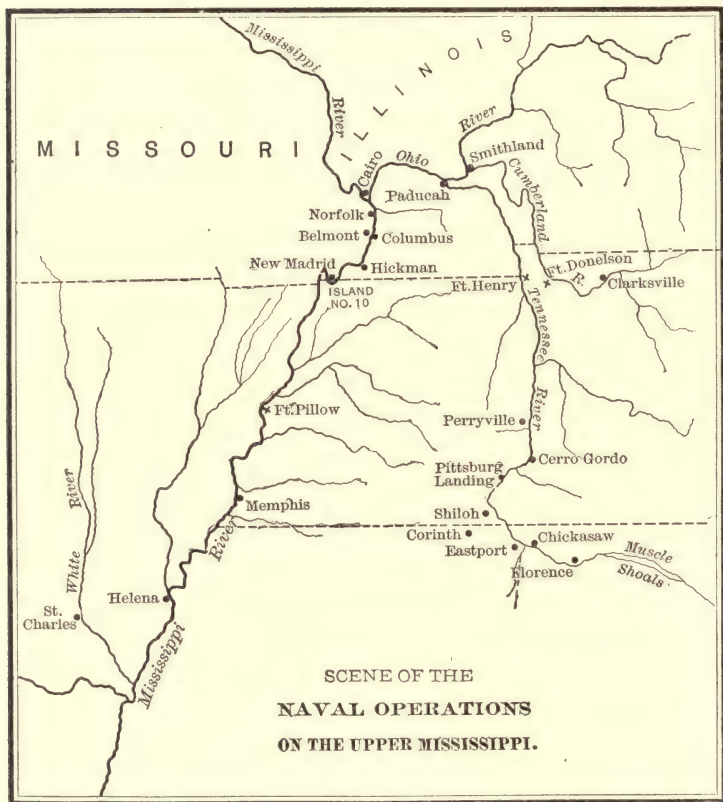 Mississippi
River
ILLINOIS
MISSOURI
Cairo
Ohio
River
Smithland
Cumberland
R.
Paducah
Norfolk
Belmont
Columbus
New Madrid
Hickman
ISLAND
NO. 10
Ft. Henry
Ft. Donelson
Clarksville
Tennessee
River
Ft. Pillow
Perryville
Cerro Gordo
Pittsburg
Landing
Memphis
Shiloh
River
Corinth
Chickasaw
Eastport
Florence
Muscle
Shoals
White
River
Helena
St.
Charles
Mississippi
SCENE OF THE
NAVAL OPERATIONS
ON THE UPPER MISSISSIPPI.